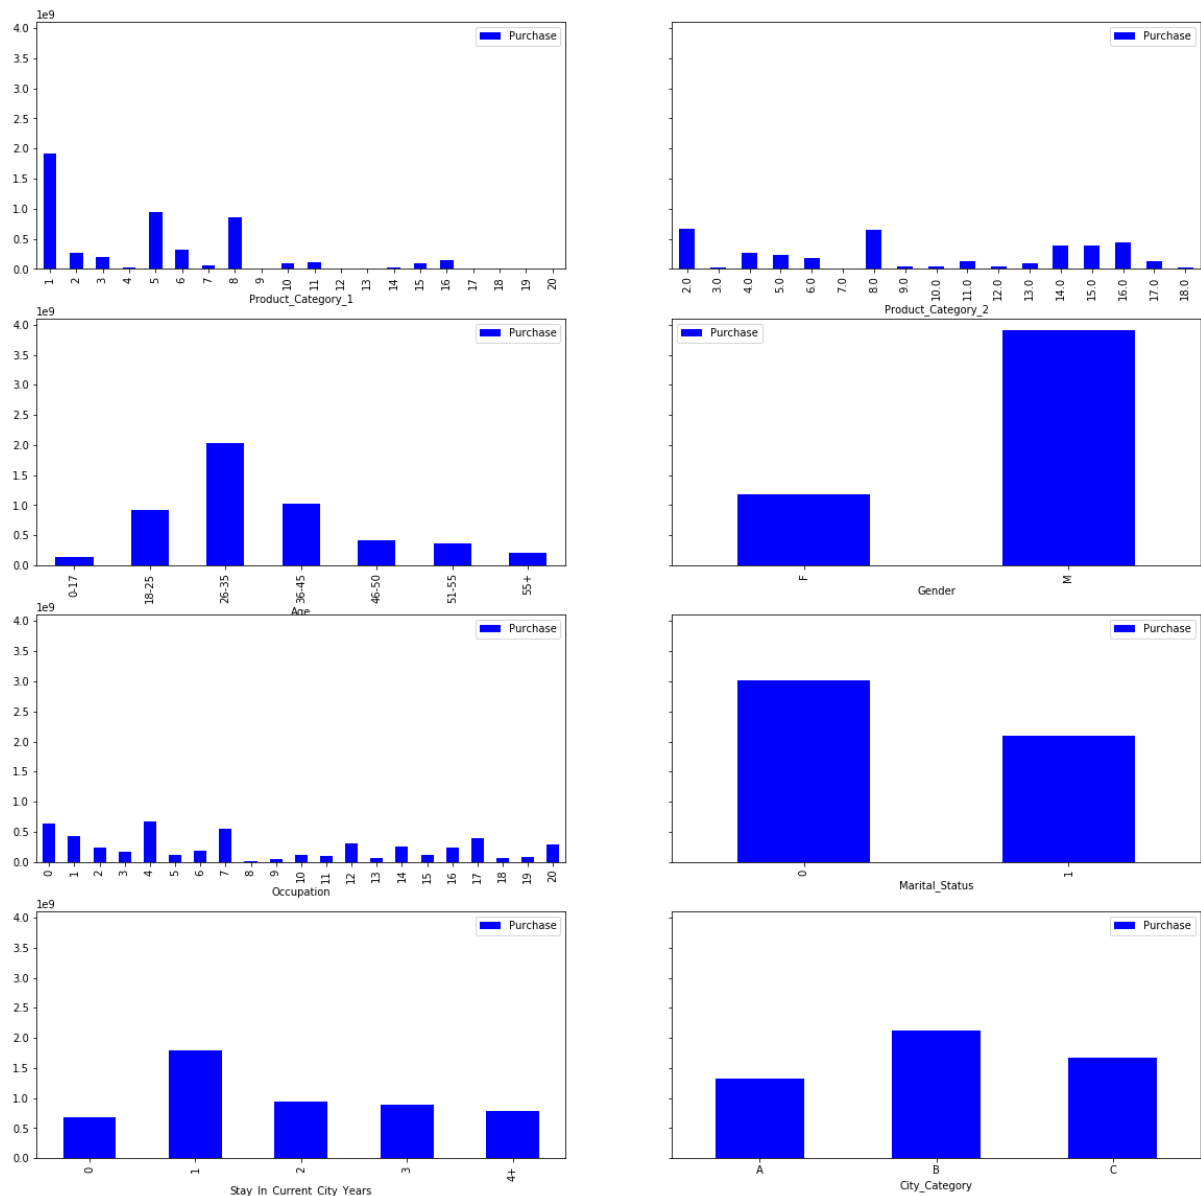 1e9
4.0
3.5
3.0
2.5
2.0
1.5
1.0
0.5
0.0
Purchase
1 2 3 4 5 6 7 8 9 10 11 12 13 14 15 16 17 18 19 20
Product_Category_1
Purchase
2.0 3.0 4.0 5.0 6.0 7.0 8.0 9.0 10.0 11.0 12.0 13.0 14.0 15.0 16.0 17.0 18.0
Product_Category_2
1e9
4.0
3.5
3.0
2.5
2.0
1.5
1.0
0.5
0.0
Purchase
0-17 18-25 26-35 36-45 46-50 51-55 55+
Age
Purchase
F M
Gender
1e9
4.0
3.5
3.0
2.5
2.0
1.5
1.0
0.5
0.0
Purchase
0 1 2 3 4 5 6 7 8 9 10 11 12 13 14 15 16 17 18 19 20
Occupation
Purchase
0 1
Marital_Status
1e9
4.0
3.5
3.0
2.5
2.0
1.5
1.0
0.5
0.0
Purchase
0 1 2 3 4+
Stay_In_Current_City_Years
Purchase
A B C
City_Category